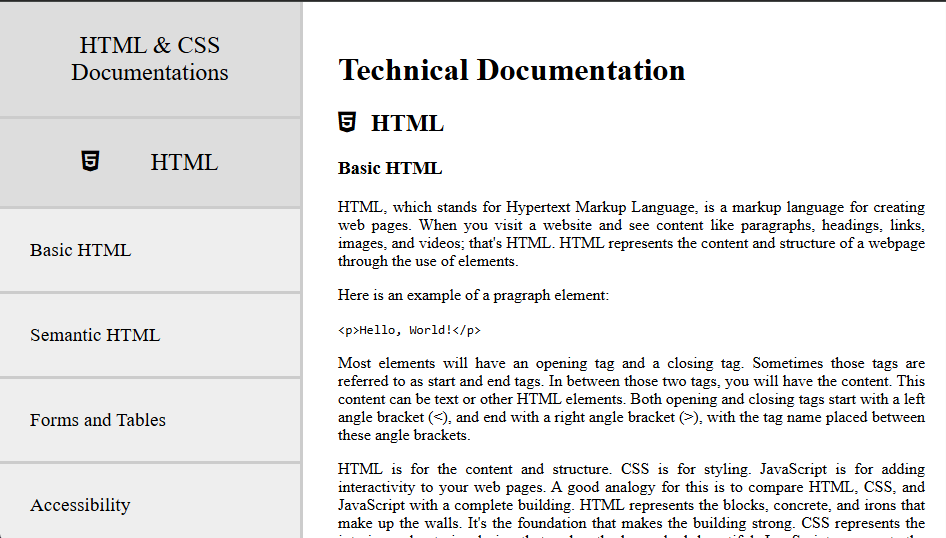 HTML & CSS
Documentations
HTML
Basic HTML
Semantic HTML
Forms and Tables
Accessibility
Technical Documentation
HTML
Basic HTML
HTML, which stands for Hypertext Markup Language, is a markup language for creating
web pages. When you visit a website and see content like paragraphs, headings, links,
images, and videos; that's HTML. HTML represents the content and structure of a webpage
through the use of elements.
Here is an example of a pragraph element:
<p>Hello, World!</p>
Most elements will have an opening tag and a closing tag. Sometimes those tags are
referred to as start and end tags. In between those two tags, you will have the content. This
content can be text or other HTML elements. Both opening and closing tags start with a left
angle bracket (<), and end with a right angle bracket (>), with the tag name placed between
these angle brackets.
HTML is for the content and structure. CSS is for styling. JavaScript is for adding
interactivity to your web pages. A good analogy for this is to compare HTML, CSS, and
JavaScript with a complete building. HTML represents the blocks, concrete, and irons that
make up the walls. It's the foundation that makes the building strong. CSS represents the